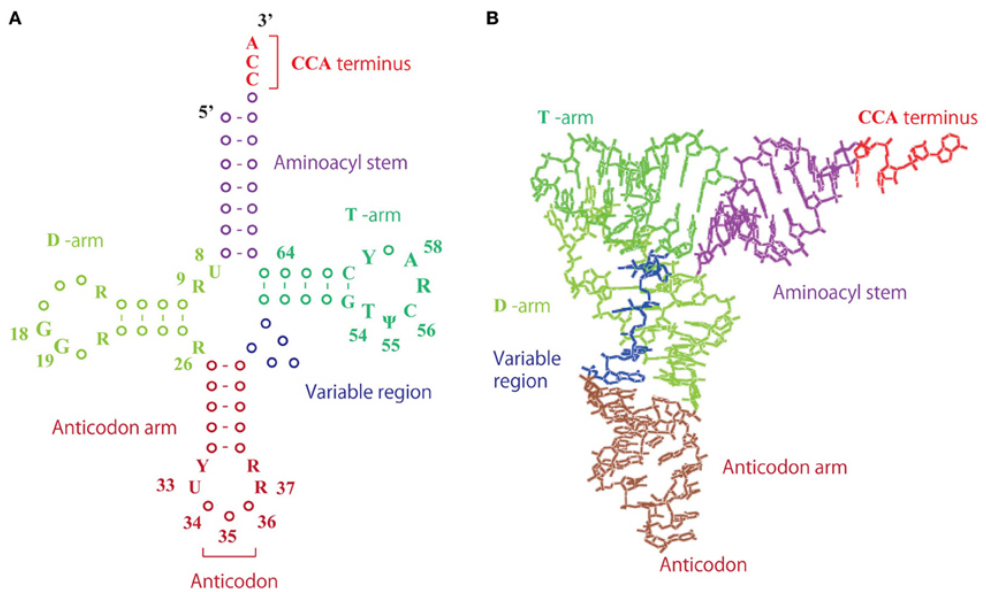 A
3'
A
C
C
CCA terminus
5'
Aminoacyl stem
T-arm
D -arm
8
U
9
R
64
C
Y
A
58
R
C
56
G
T
54
Ψ
55
R
18
G
19
G
R
26
R
Variable region
Anticodon arm
Y
R
33
U
R
37
34
35
36
Anticodon
B
T -arm
CCA terminus
D -arm
Aminoacyl stem
Variable
region
Anticodon arm
Anticodon